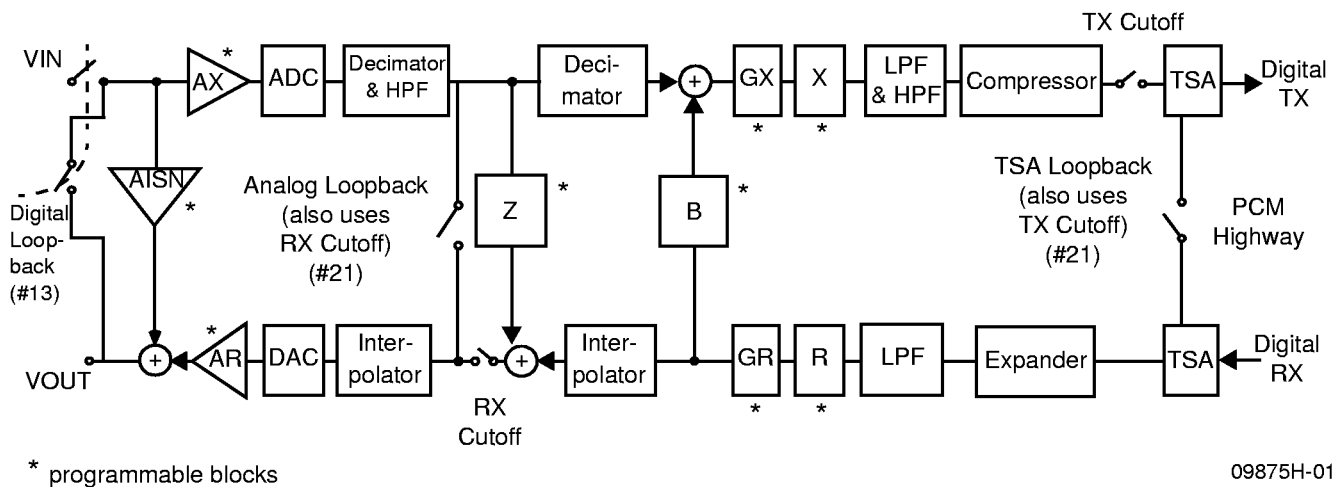 TX Cutoff
VIN
*
AX
ADC
Decimator
& HPF
Deci-
mator
+
GX
X
LPF
& HPF
Compressor
TSA
Digital
TX
*
*
AISN
*
Digital
Loop-
back
(#13)
Analog Loopback
(also uses
RX Cutoff)
(#21)
Z
*
B
*
TSA Loopback
(also uses
TX Cutoff)
(#21)
PCM
Highway
VOUT
+
*
AR
DAC
Inter-
polator
RX
Cutoff
+
Inter-
polator
GR
R
LPF
Expander
TSA
Digital
RX
*
*
* programmable blocks
09875H-01